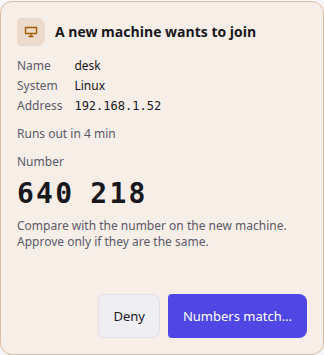 A new machine wants to join
Name desk
System Linux
Address 192.168.1.52
Runs out in 4 min
Number
640 218
Compare with the number on the new machine.
Approve only if they are the same.
Deny
Numbers match...